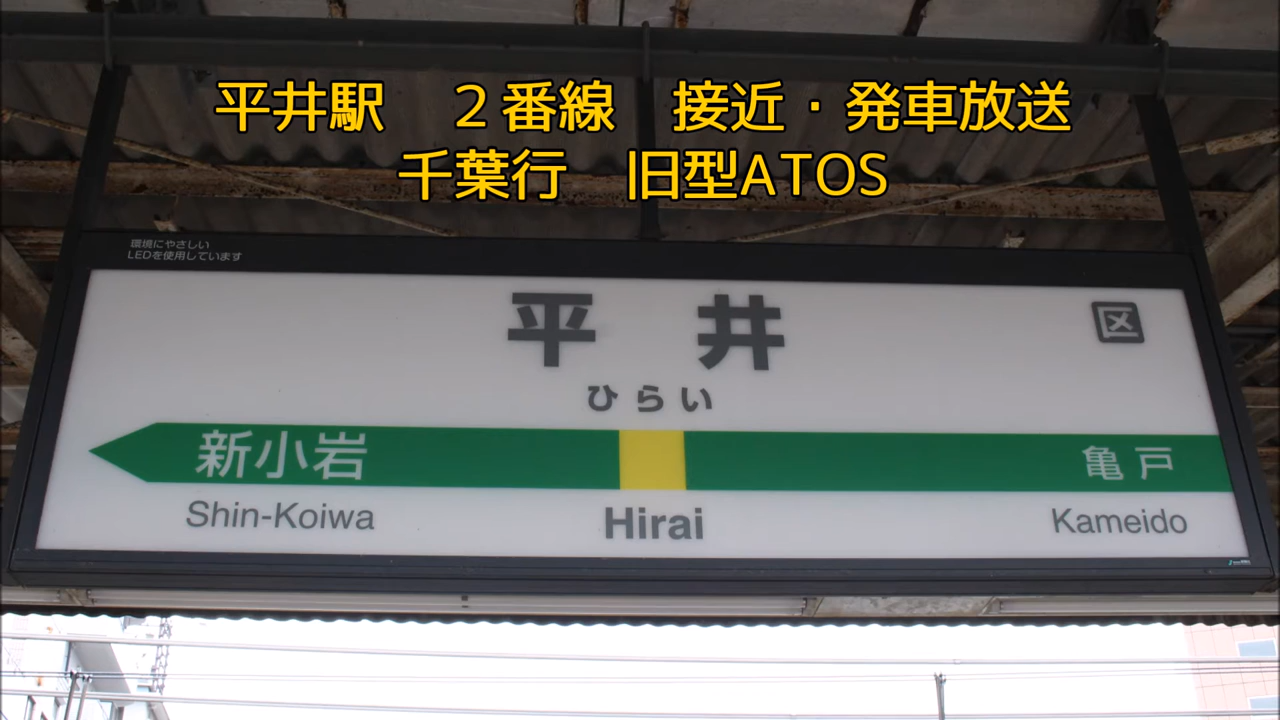 平井駅　２番線　接近・発車放送
千葉行　旧型ATOS
環境にやさしい
LEDを使用しています
平井
区
ひらい
新小岩
亀戸
Shin-Koiwa
Hirai
Kameido